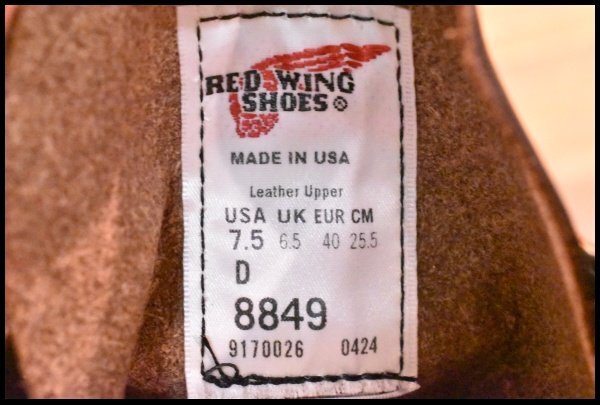 RED WING
SHOES ®
MADE IN USA
Leather Upper
USA UK EUR CM
7.5 6.5 40 25.5
D
8849
9170026 0424